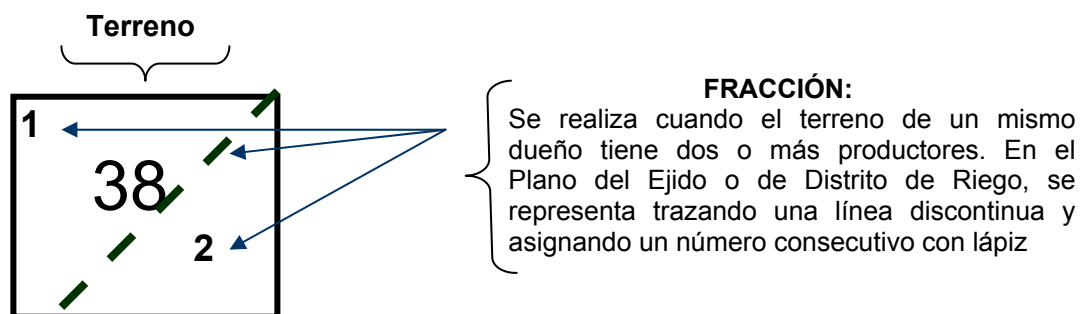 Terreno
1
38
2
FRACCIÓN:
Se realiza cuando el terreno de un mismo
dueño tiene dos o más productores. En el
Plano del Ejido o de Distrito de Riego, se
representa trazando una línea discontinua y
asignando un número consecutivo con lápiz